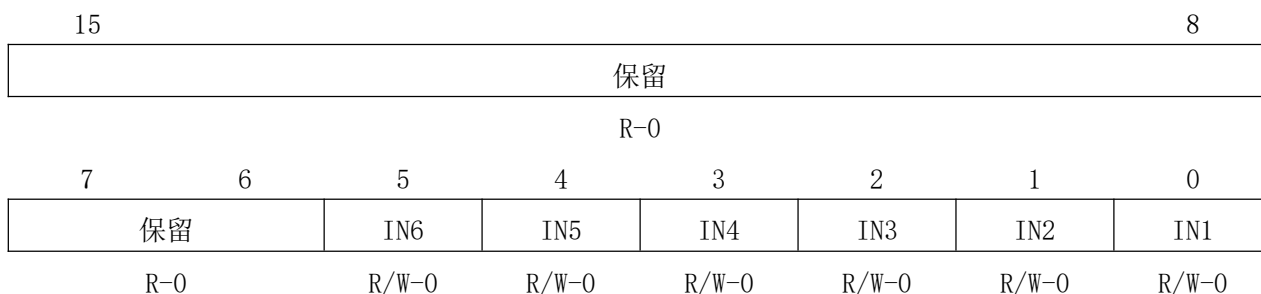 15 8
保留
R-0
7 6 5 4 3 2 1 0
保留 IN6 IN5 IN4 IN3 IN2 IN1
R-0 R/W-0 R/W-0 R/W-0 R/W-0 R/W-0 R/W-0